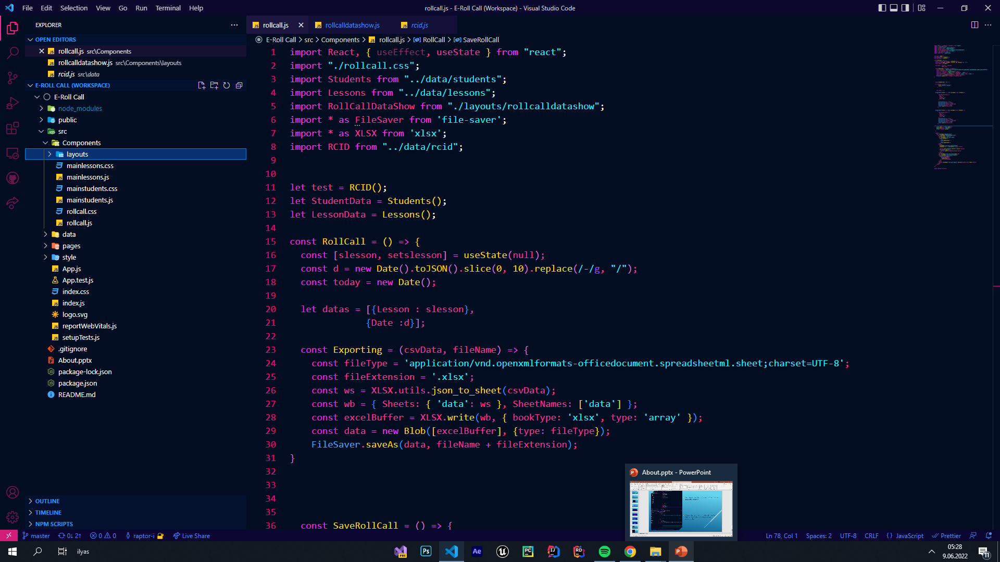 File Edit Selection View Go Run Terminal Help
rollcall.js - E-Roll Call (Workspace) - Visual Studio Code
EXPLORER
OPEN EDITORS
rollcall.js src\Components
rollcalldatashow.js src\Components\layouts
rcid.js src\data
E-ROLL CALL (WORKSPACE)
E-Roll Call
node_modules
public
src
Components
layouts
mainlessons.css
mainlessons.js
mainstudents.css
mainstudents.js
rollcall.css
rollcall.js
data
pages
style
App.js
App.test.js
index.css
index.js
logo.svg
reportWebVitals.js
setupTests.js
.gitignore
About.pptx
package-lock.json
package.json
README.md
OUTLINE
TIMELINE
NPM SCRIPTS
rollcall.js rollcalldatashow.js rcid.js
E-Roll Call > src > Components > rollcall.js > RollCall > SaveRollCall
1 import React, { useEffect, useState } from "react";
2 import "./rollcall.css";
3 import Students from "../data/students";
4 import Lessons from "../data/lessons";
5 import RollCallDataShow from "./layouts/rollcalldatashow";
6 import * as FileSaver from 'file-saver';
7 import * as XLSX from 'xlsx';
8 import RCID from "../data/rcid";
9
10
11 let test = RCID();
12 let StudentData = Students();
13 let LessonData = Lessons();
14
15 const RollCall = () => {
16 const [slesson, setslesson] = useState(null);
17 const d = new Date().toJSON().slice(0, 10).replace(/-/g, "/");
18 const today = new Date();
19
20 let datas = [{Lesson : slesson},
21 {Date :d}];
22
23 const Exporting = (csvData, fileName) => {
24 const fileType = 'application/vnd.openxmlformats-officedocument.spreadsheetml.sheet;charset=UTF-8';
25 const fileExtension = '.xlsx';
26 const ws = XLSX.utils.json_to_sheet(csvData);
27 const wb = { Sheets: { 'data': ws }, SheetNames: ['data'] };
28 const excelBuffer = XLSX.write(wb, { bookType: 'xlsx', type: 'array' });
29 const data = new Blob([excelBuffer], {type: fileType});
30 FileSaver.saveAs(data, fileName + fileExtension);
31 }
32
33
34
35
36 const SaveRollCall = () => {
About.pptx - PowerPoint
master 0↓ 2↑ 0 0 raptor-i Live Share
Ln 78, Col 1 Spaces: 2 UTF-8 CRLF {} JavaScript Prettier
ilyas
PRE Ps Ae PC IJ RD P
05:28
9.06.2022
11